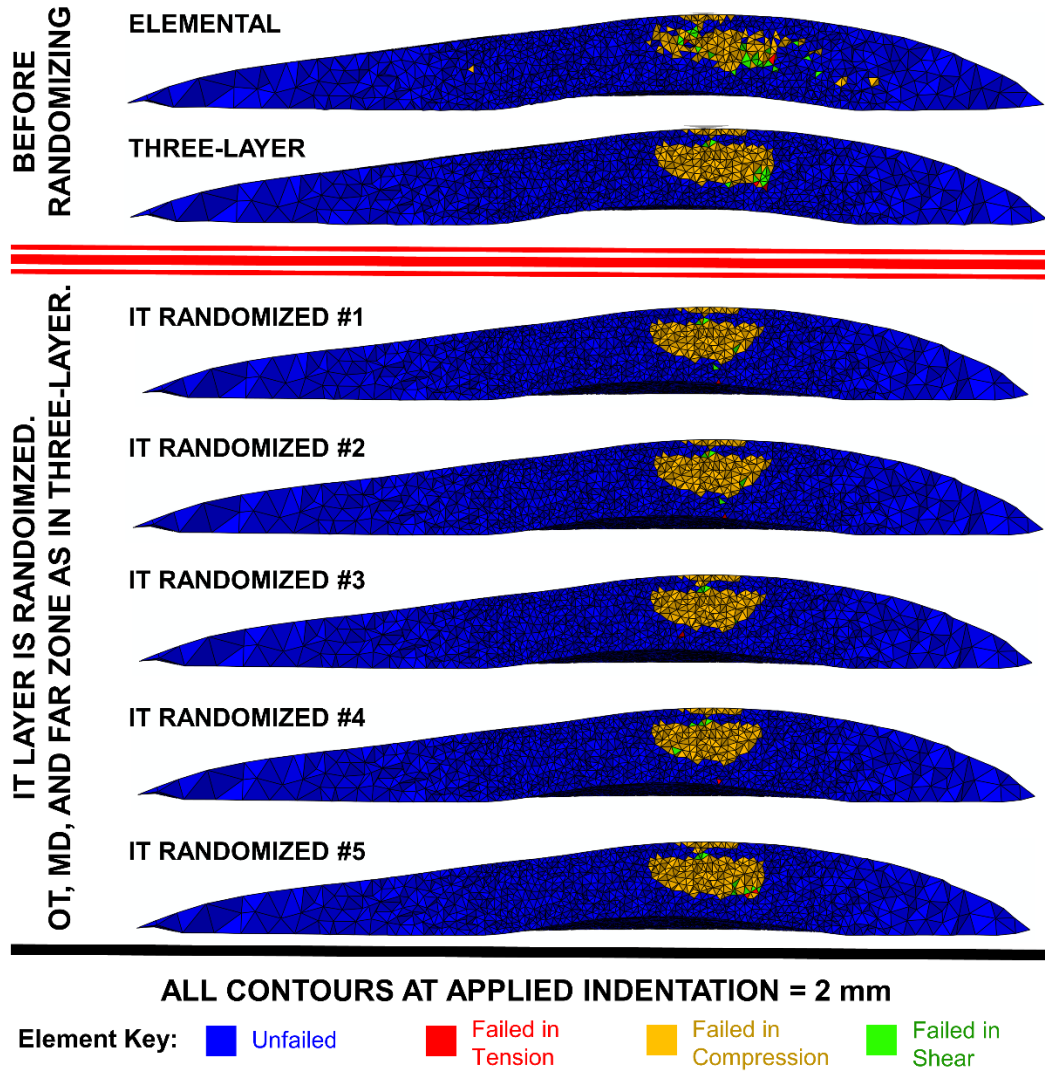 BEFORE
RANDOMIZING
ELEMENTAL
THREE-LAYER
IT LAYER IS RANDOIMZED.
OT, MD, AND FAR ZONE AS IN THREE-LAYER.
IT RANDOMIZED #1
IT RANDOMIZED #2
IT RANDOMIZED #3
IT RANDOMIZED #4
IT RANDOMIZED #5
ALL CONTOURS AT APPLIED INDENTATION = 2 mm
Element Key:
Unfailed
Failed in
Tension
Failed in
Compression
Failed in
Shear